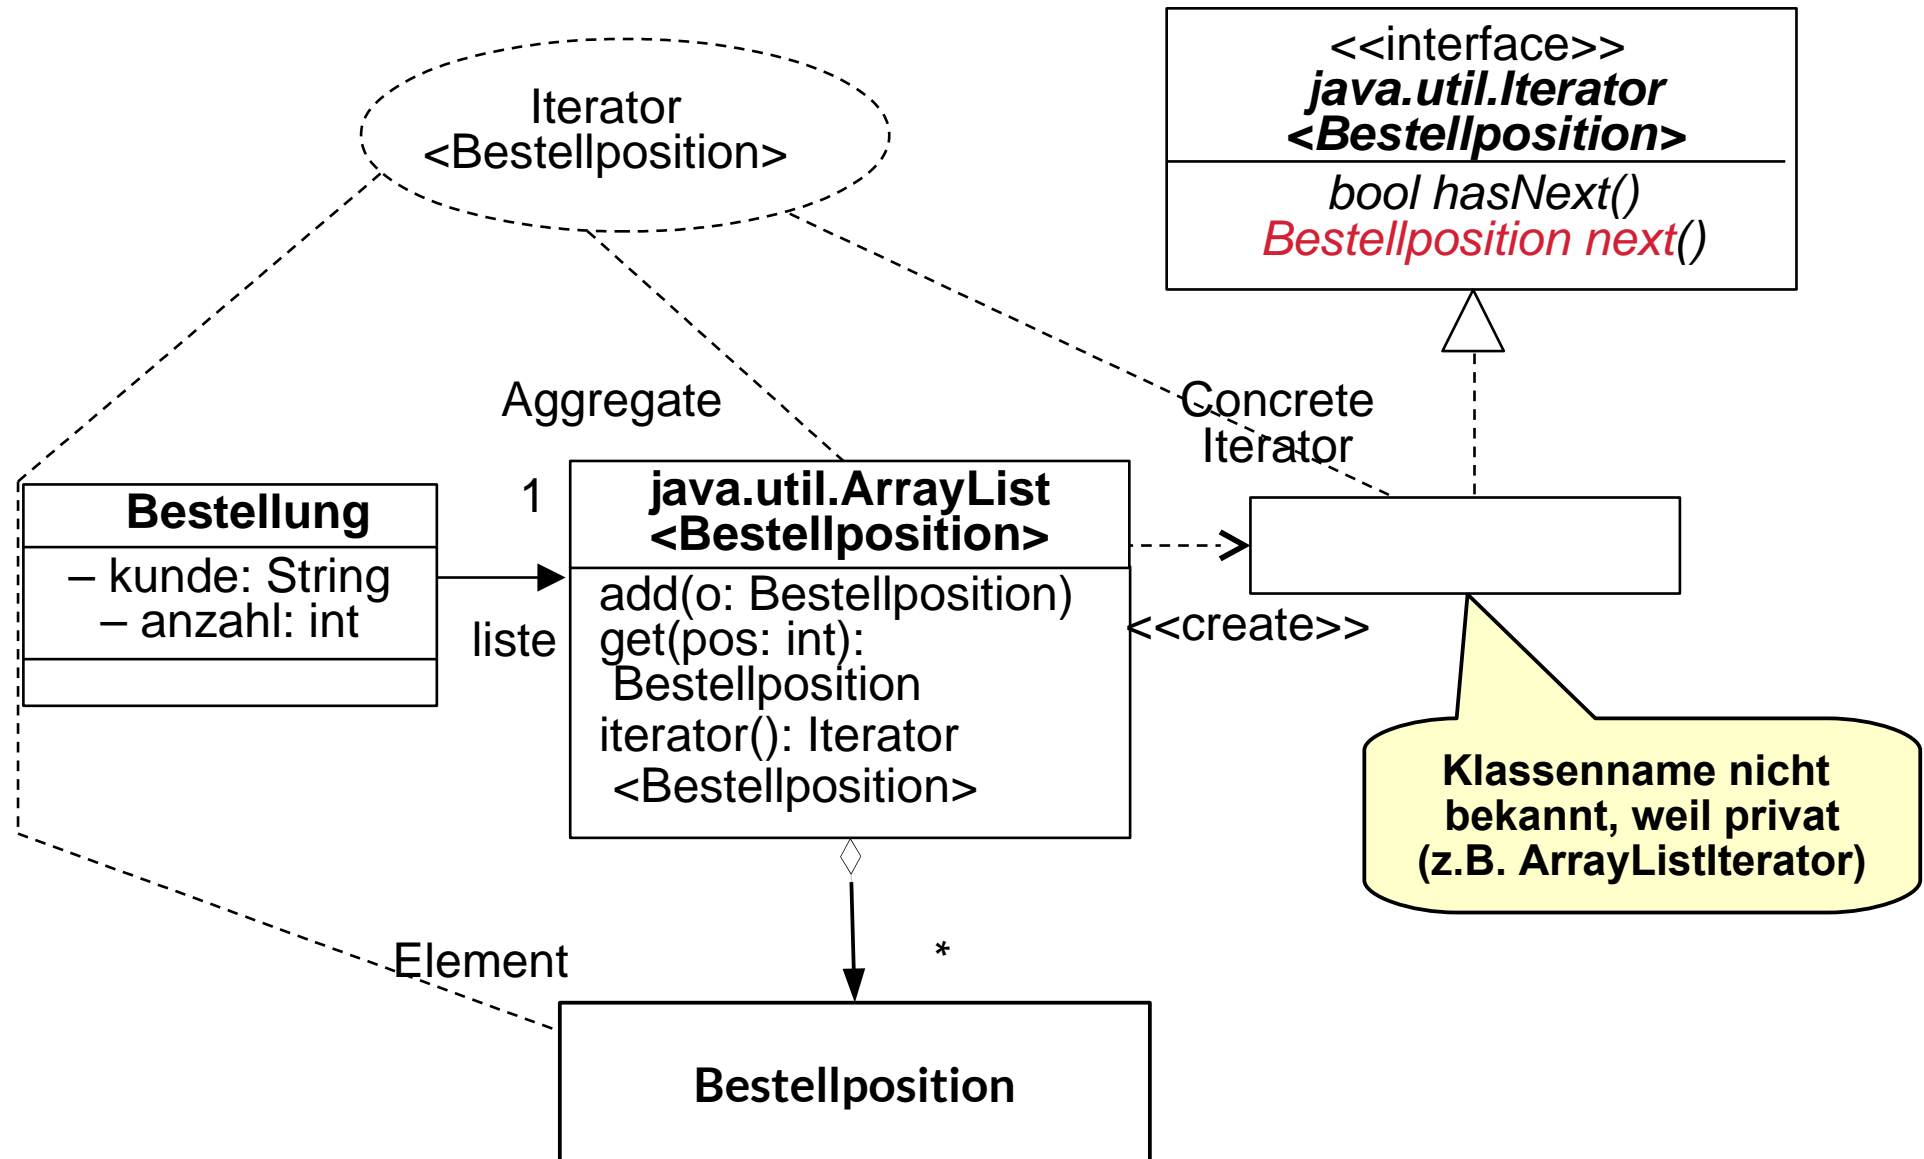 <<interface>>
java.util.Iterator
<Bestellposition>
bool hasNext()
Bestellposition next()
Iterator
<Bestellposition>
Aggregate
Concrete
Iterator
Bestellung
– kunde: String
– anzahl: int
1
liste
java.util.ArrayList
<Bestellposition>
add(o: Bestellposition)
get(pos: int):
Bestellposition
iterator(): Iterator
<Bestellposition>
<<create>>
Klassenname nicht
bekannt, weil privat
(z.B. ArrayListIterator)
Element
*
Bestellposition